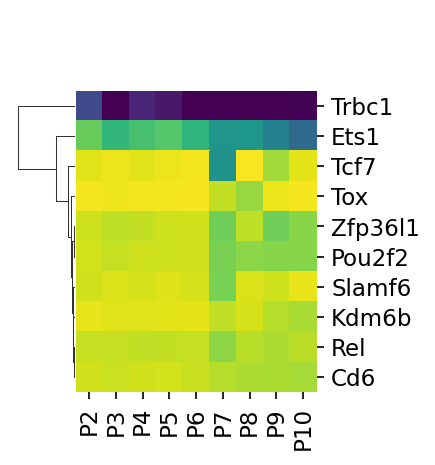 Trbc1
Ets1
Tcf7
Tox
Zfp36l1
Pou2f2
Slamf6
Kdm6b
Rel
Cd6
P2 P3 P4 P5 P6 P7 P8 P9 P10